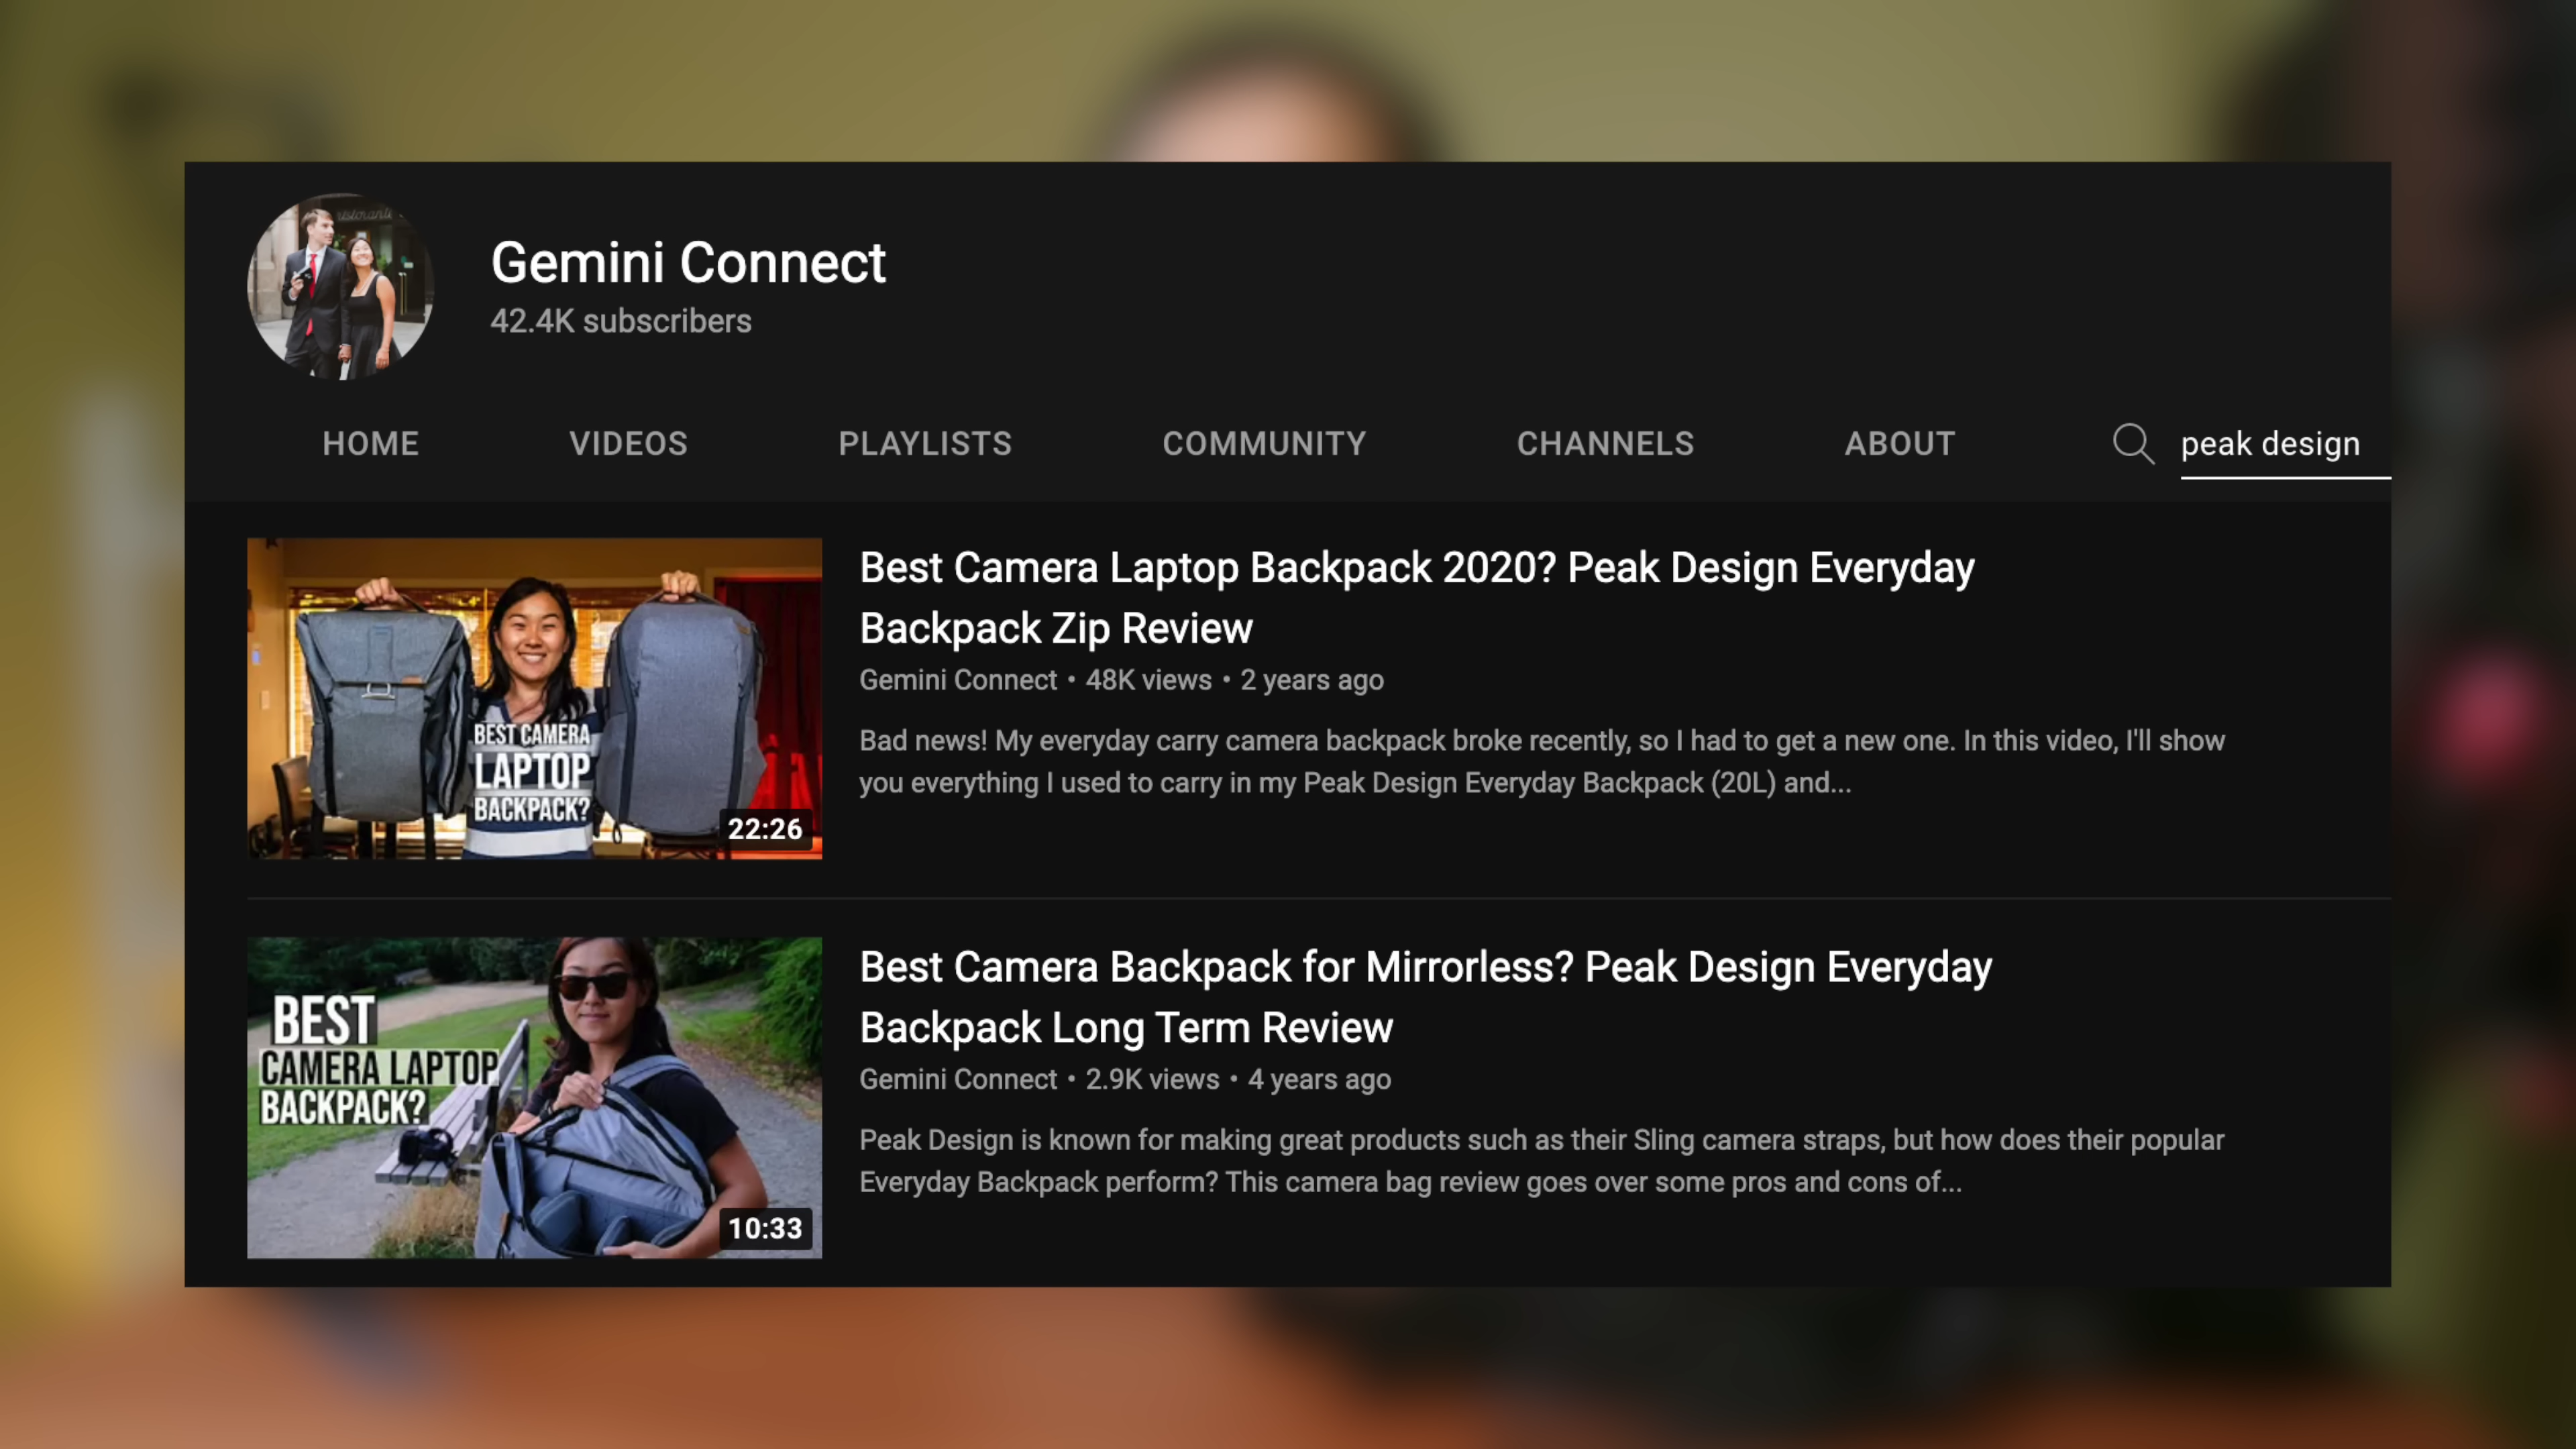 Gemini Connect
42.4K subscribers
HOME VIDEOS PLAYLISTS COMMUNITY CHANNELS ABOUT peak design
Best Camera Laptop Backpack 2020? Peak Design Everyday
Backpack Zip Review
Gemini Connect • 48K views • 2 years ago
Bad news! My everyday carry camera backpack broke recently, so I had to get a new one. In this video, I'll show
you everything I used to carry in my Peak Design Everyday Backpack (20L) and...
BEST CAMERA
LAPTOP
BACKPACK?
22:26
Best Camera Backpack for Mirrorless? Peak Design Everyday
Backpack Long Term Review
Gemini Connect • 2.9K views • 4 years ago
Peak Design is known for making great products such as their Sling camera straps, but how does their popular
Everyday Backpack perform? This camera bag review goes over some pros and cons of...
BEST
CAMERA LAPTOP
BACKPACK?
10:33